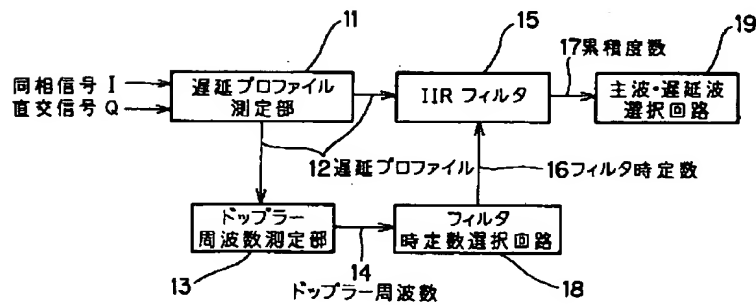 11
15
17累積度数
19
同相信号 I
直交信号 Q
遅延プロファイル
測定部
IIR フィルタ
主波・遅延波
選択回路
12遅延プロファイル
16フィルタ時定数
ドップラー
周波数測定部
フィルタ
時定数選択回路
13
14
18
ドップラー周波数